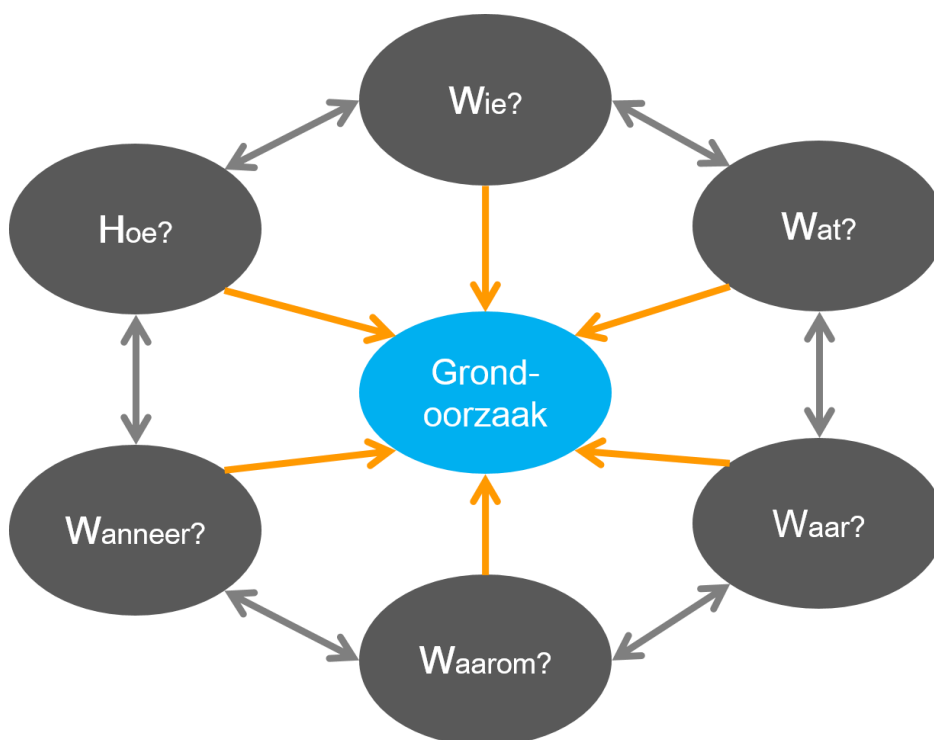 Wie?
Wat?
Hoe?
Grond-
oorzaak
Waar?
Wanneer?
Waarom?